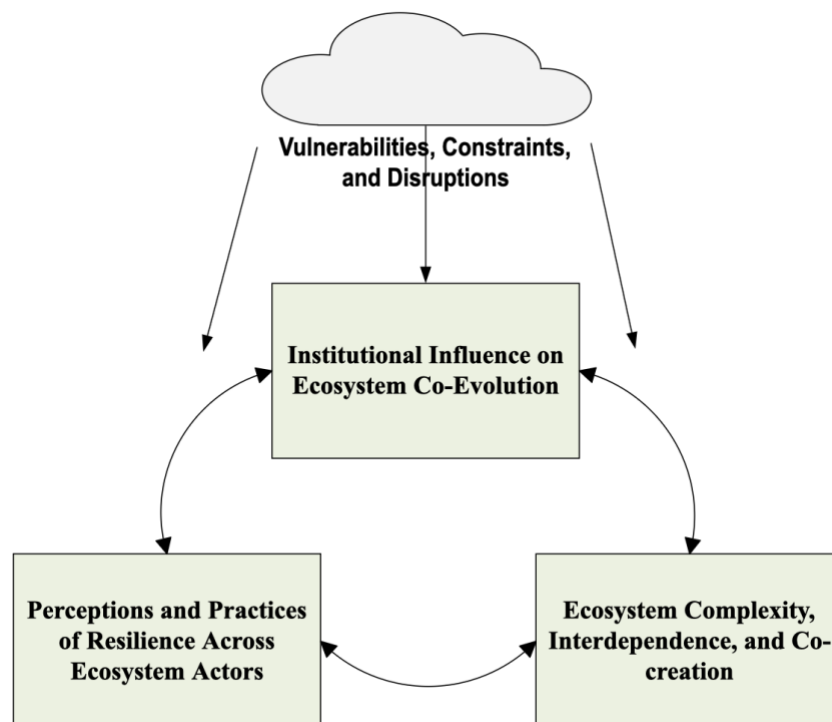 Vulnerabilities, Constraints,
and Disruptions
Institutional Influence on
Ecosystem Co-Evolution
Perceptions and Practices
of Resilience Across
Ecosystem Actors
Ecosystem Complexity,
Interdependence, and Co-
creation